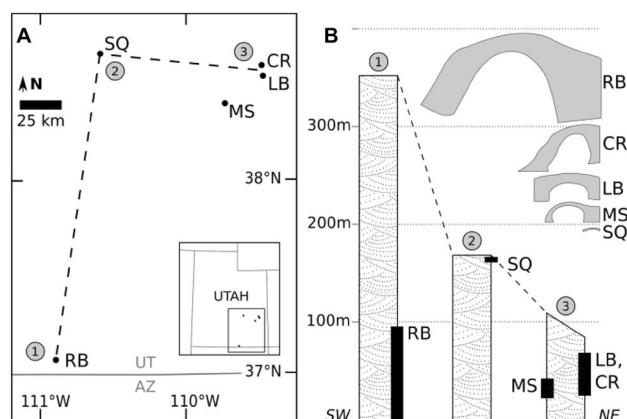 A
B
SQ
2
3
CR
LB
MS
N
25 km
38°N
UTAH
1
RB
UT
AZ
37°N
111°W
110°W
1
RB
300m
CR
LB
200m
MS
SQ
2
SQ
3
100m
RB
LB,
CR
MS
SW
NE